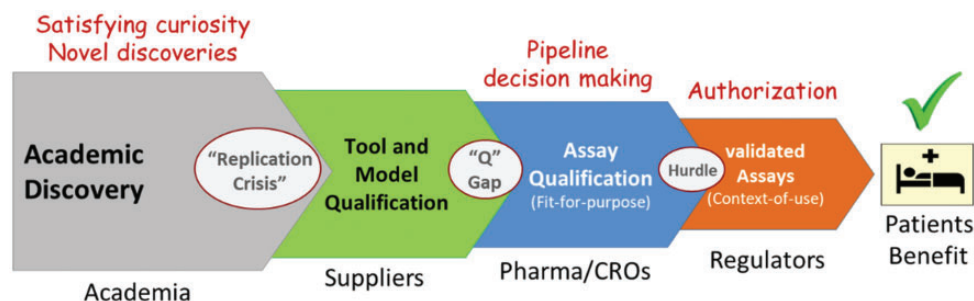 Satisfying curiosity
Novel discoveries
Pipeline
decision making
Authorization
Academic
Discovery
“Replication
Crisis”
Tool and
Model
Qualification
“Q”
Gap
Assay
Qualification
(Fit-for-purpose)
Hurdle
validated
Assays
(Context-of-use)
Patients
Benefit
Academia
Suppliers
Pharma/CROs
Regulators